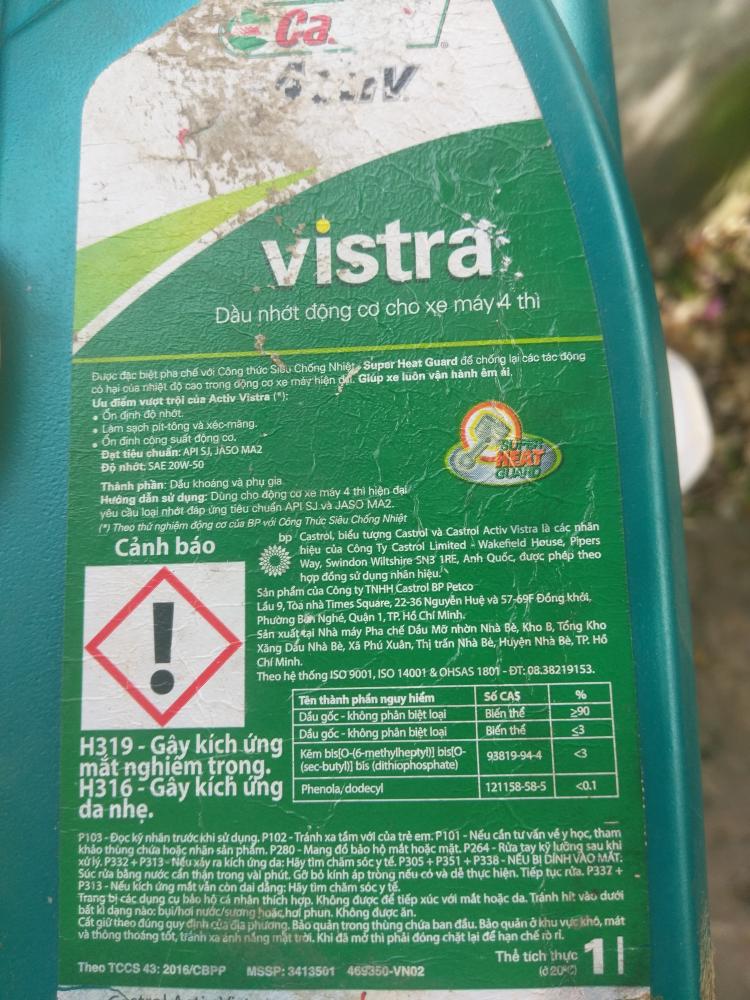 Ca
V
vistra
Dầu nhớt động cơ cho xe máy 4 thì
Được đặc biệt pha chế với Công thức Siêu Chống Nhiệt - Super Heat Guard để chống lại các tác động
có hại của nhiệt độ cao trong động cơ xe máy hiện đại. Giúp xe luôn vận hành êm ái.
Ưu điểm vượt trội của Activ Vistra (*):
• Ổn định độ nhớt.
• Làm sạch pít-tông và xéc-măng.
• Ổn định công suất động cơ.
Đạt tiêu chuẩn: API SJ, JASO MA2
Độ nhớt: SAE 20W-50
SUPER
HEAT
GUARD
Thành phần: Dầu khoáng và phụ gia
Hướng dẫn sử dụng: Dùng cho động cơ xe máy 4 thì hiện đại
yêu cầu loại nhớt đáp ứng tiêu chuẩn API SJ và JASO MA2.
(*) Theo thử nghiệm động cơ của BP với Công Thức Siêu Chống Nhiệt
Cảnh báo
bp
Castrol, biểu tượng Castrol và Castrol Activ Vistra là các nhãn
hiệu của Công Ty Castrol Limited - Wakefield House, Pipers
Way, Swindon Wiltshire SN3 1RE, Anh Quốc, được phép theo
hợp đồng sử dụng nhãn hiệu.
Sản phẩm của Công ty TNHH Castrol BP Petco
Lầu 9, Tòa nhà Times Square, 22-36 Nguyễn Huệ và 57-69F Đồng khởi,
Phường Bến Nghé, Quận 1, TP. Hồ Chí Minh.
Sản xuất tại Nhà máy Pha chế Dầu Mỡ nhờn Nhà Bè, Kho B, Tổng Kho
Xăng Dầu Nhà Bè, Xã Phú Xuân, Thị trấn Nhà Bè, Huyện Nhà Bè, TP. Hồ
Chí Minh.
Theo hệ thống ISO 9001, ISO 14001 & OHSAS 1801 - ĐT: 08.38219153.
Tên thành phần nguy hiểm Số CAS %
Dầu gốc - không phân biệt loại Biến thể ≥90
Dầu gốc - không phân biệt loại Biến thể ≤3
Kẽm bis[O-(6-methylheptyl)] bis[O-
(sec-butyl)] bis (dithiophosphate) 93819-94-4 <3
Phenola, dodecyl 121158-58-5 <0.1
H319 - Gây kích ứng
mắt nghiêm trọng.
H316 - Gây kích ứng
da nhẹ.
P103 - Đọc kỹ nhãn trước khi sử dụng. P102 - Tránh xa tầm với của trẻ em. P101 - Nếu cần tư vấn về y học, tham
khảo thùng chứa hoặc nhãn sản phẩm. P280 - Mang đồ bảo hộ mắt hoặc mặt. P264 - Rửa tay kỹ lưỡng sau khi
xử lý. P332 + P313 - Nếu xảy ra kích ứng da: Hãy tìm chăm sóc y tế. P305 + P351 + P338 - NẾU BỊ DÍNH VÀO MẮT:
Súc rửa bằng nước cẩn thận trong vài phút. Gỡ bỏ kính áp tròng nếu có và dễ thực hiện. Tiếp tục rửa. P337 +
P313 - Nếu kích ứng mắt vẫn còn dai dẳng: Hãy tìm chăm sóc y tế.
Trang bị các dụng cụ bảo hộ cá nhân thích hợp. Không được để tiếp xúc với mắt hoặc da. Tránh hít vào dưới
bất kì dạng nào: bụi/hơi nước/sương hoặc hơi phun. Không được ăn.
Cất giữ theo đúng quy định của địa phương. Bảo quản trong thùng chứa ban đầu. Bảo quản ở khu vực khô, mát
và thông thoáng tốt, tránh xa ánh nắng mặt trời. Khi đã mở thì phải đóng chặt lại để hạn chế rò rỉ.
Thể tích thực
(ở 20°C)
1 l
Theo TCCS 43: 2016/CBPP MSSP: 3413501 469350-VN02